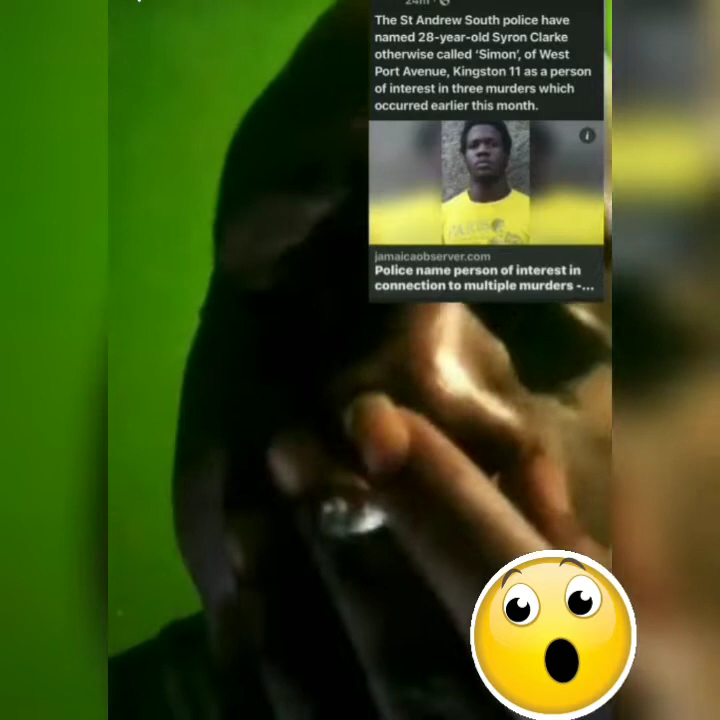 24m
The St Andrew South police have
named 28-year-old Syron Clarke
otherwise called ‘Simon’, of West
Port Avenue, Kingston 11 as a person
of interest in three murders which
occurred earlier this month.
jamaicaobserver.com
Police name person of interest in
connection to multiple murders -...